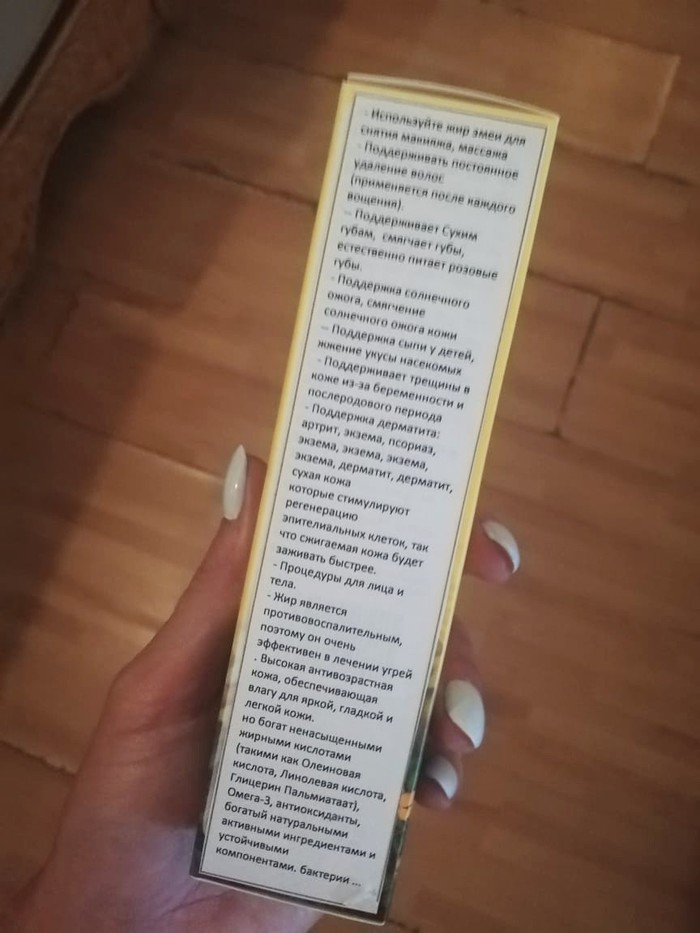 - Используйте жир змеи для
снятия макияжа, массажа
- Поддерживать постоянное
удаление волос
(применяется после каждого
вощения).
-- Поддерживает Сухим
губам, смягчает губы,
естественно питает розовые
губы.
- Поддержка солнечного
ожога, смягчение
солнечного ожога кожи
-- Поддержка сыпи у детей,
жжение укусы насекомых
- Поддерживает трещины в
коже из-за беременности и
послеродового периода
- Поддержка дерматита:
артрит, экзема, псориаз,
экзема, экзема, экзема,
экзема, дерматит, дерматит,
сухая кожа
которые стимулируют
регенерацию
эпителиальных клеток, так
что сжигаемая кожа будет
заживать быстрее.
- Процедуры для лица и
тела.
- Жир является
противовоспалительным,
поэтому он очень
эффективен в лечении угрей
. Высокая антивозрастная
кожа, обеспечивающая
влагу для яркой, гладкой и
легкой кожи.
но богат ненасыщенными
жирными кислотами
(такими как Олеиновая
кислота, Линолевая кислота,
Глицерин Пальмиатаат),
Омега-3, антиоксиданты,
богатый натуральными
активными ингредиентами и
устойчивыми
компонентами. бактерии ...